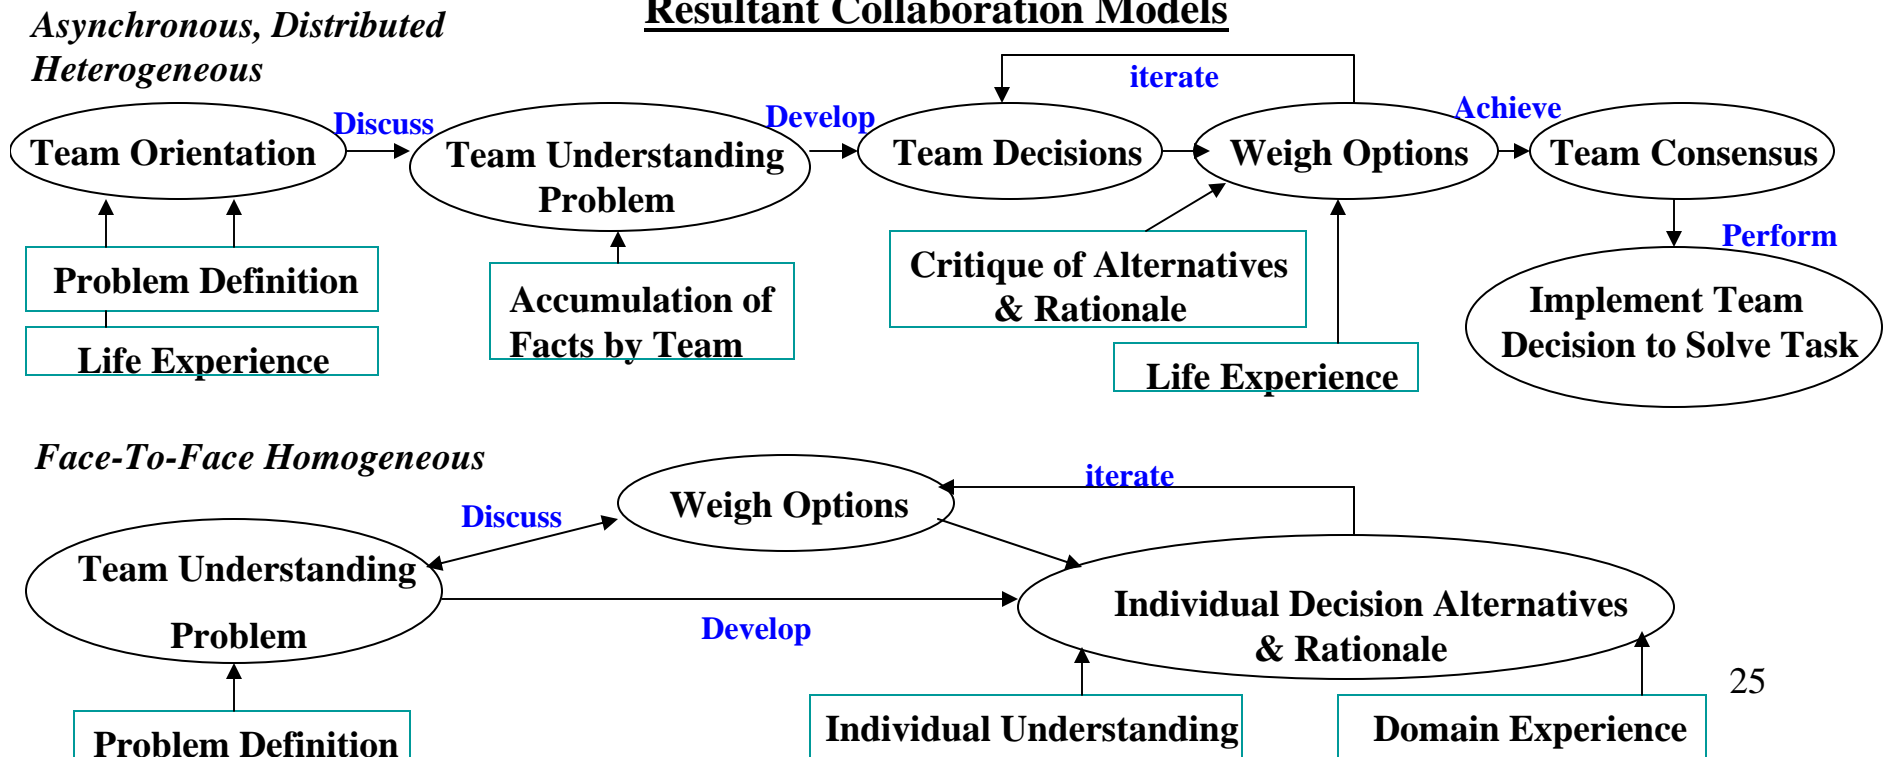 Resultant Collaboration Models
Asynchronous, Distributed
Heterogeneous
iterate
Discuss
Develop
Achieve
Team Orientation
Team Understanding
Problem
Team Decisions
Weigh Options
Team Consensus
Perform
Problem Definition
Life Experience
Accumulation of
Facts by Team
Critique of Alternatives
& Rationale
Life Experience
Implement Team
Decision to Solve Task
Face-To-Face Homogeneous
iterate
Weigh Options
Discuss
Team Understanding
Problem
Develop
Individual Decision Alternatives
& Rationale
25
Problem Definition
Individual Understanding
Domain Experience